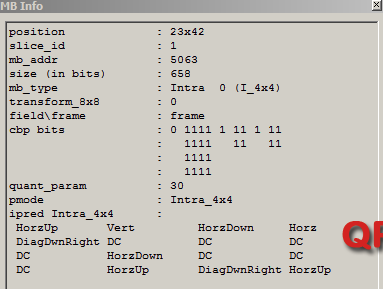 MB Info
position : 23x42
slice_id : 1
mb_addr : 5063
size (in bits) : 658
mb_type : Intra 0 (I_4x4)
transform_8x8 : 0
field\frame : frame
cbp bits : 0 1111 1 11 1 11
: 1111 11 11
: 1111
: 1111
quant_param : 30
pmode : Intra_4x4
ipred Intra_4x4 :
HorzUp Vert HorzDown Horz
DiagDwnRight DC DC DC
DC HorzDown DC DC
DC HorzUp DiagDwnRight HorzUp